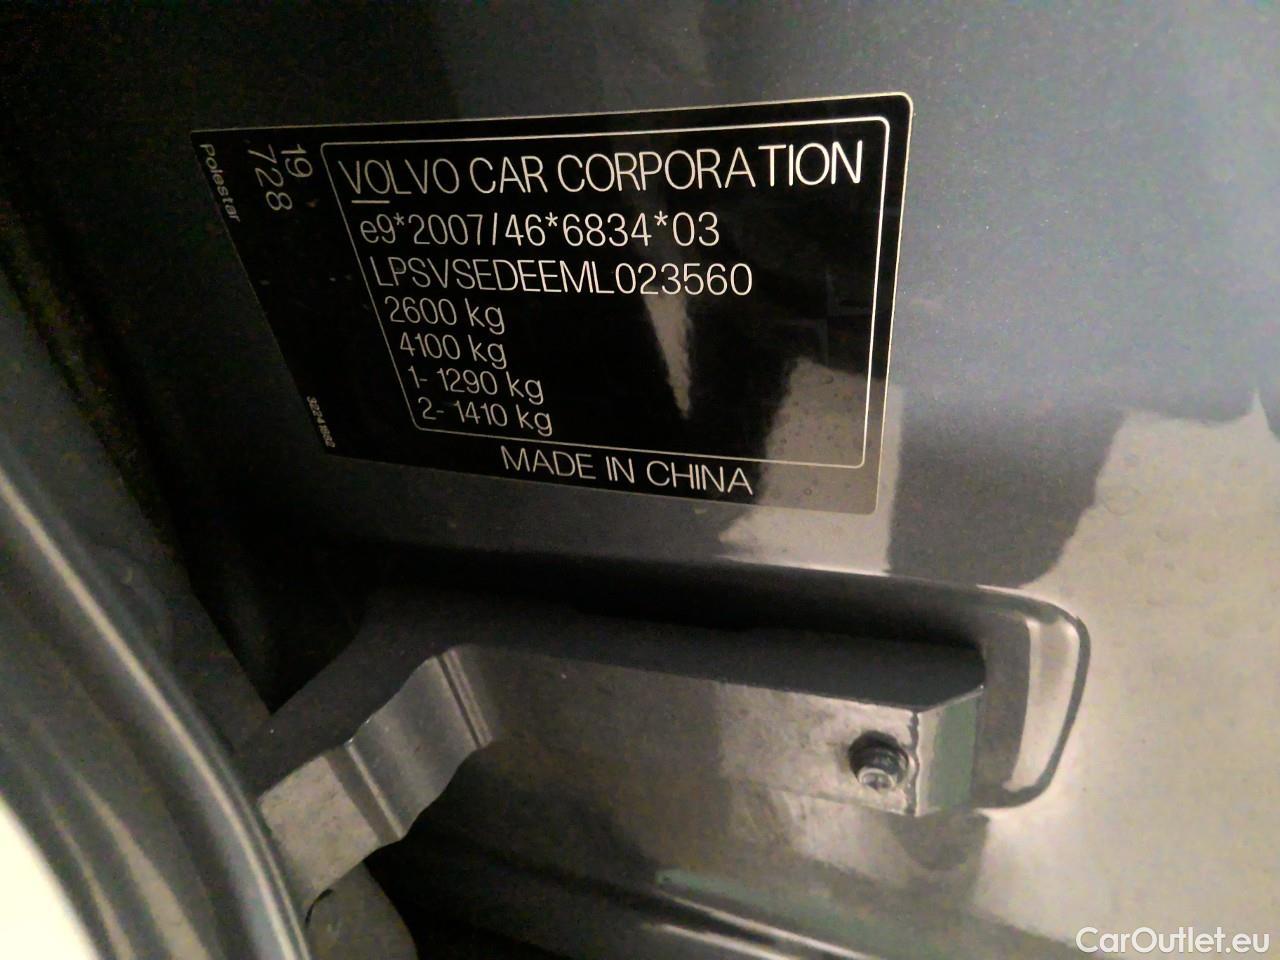 VOLVO CAR CORPORATION
e9*2007/46*6834*03
LPSVSEDEEML023560
2600 kg
4100 kg
1- 1290 kg
2- 1410 kg
MADE IN CHINA
19
728
Polestar
32241882
CarOutlet.eu